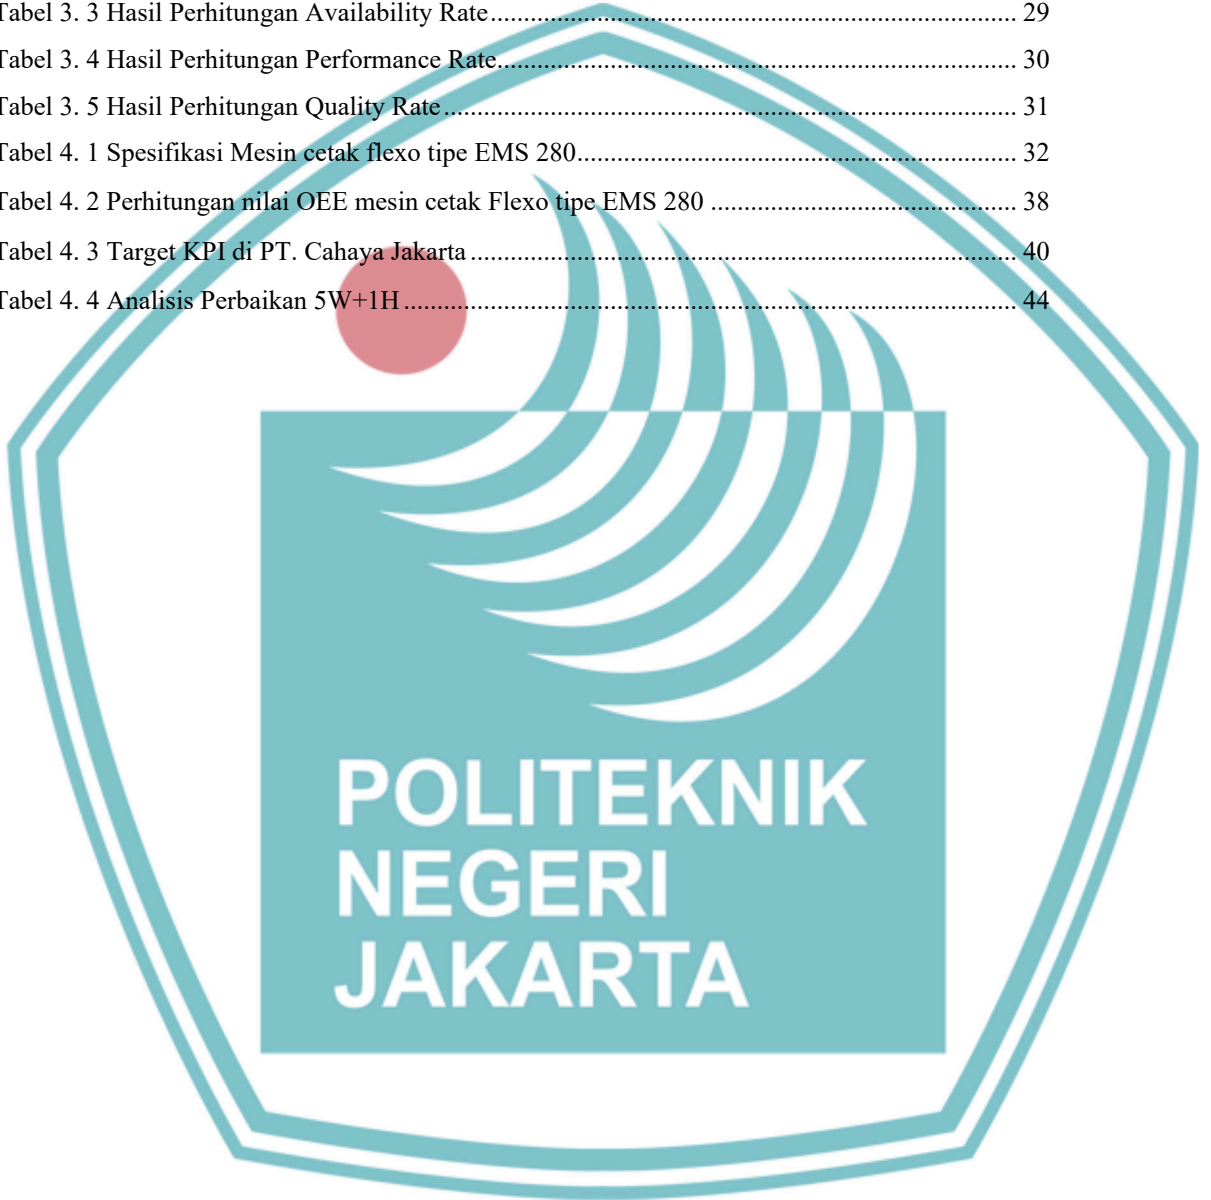 Tabel 3. 3 Hasil Perhitungan Availability Rate................................................................................ 29
Tabel 3. 4 Hasil Perhitungan Performance Rate............................................................................... 30
Tabel 3. 5 Hasil Perhitungan Quality Rate....................................................................................... 31
Tabel 4. 1 Spesifikasi Mesin cetak flexo tipe EMS 280................................................................... 32
Tabel 4. 2 Perhitungan nilai OEE mesin cetak Flexo tipe EMS 280 ............................................... 38
Tabel 4. 3 Target KPI di PT. Cahaya Jakarta ................................................................................... 40
Tabel 4. 4 Analisis Perbaikan 5W+1H ............................................................................................. 44
POLITEKNIK
NEGERI
JAKARTA